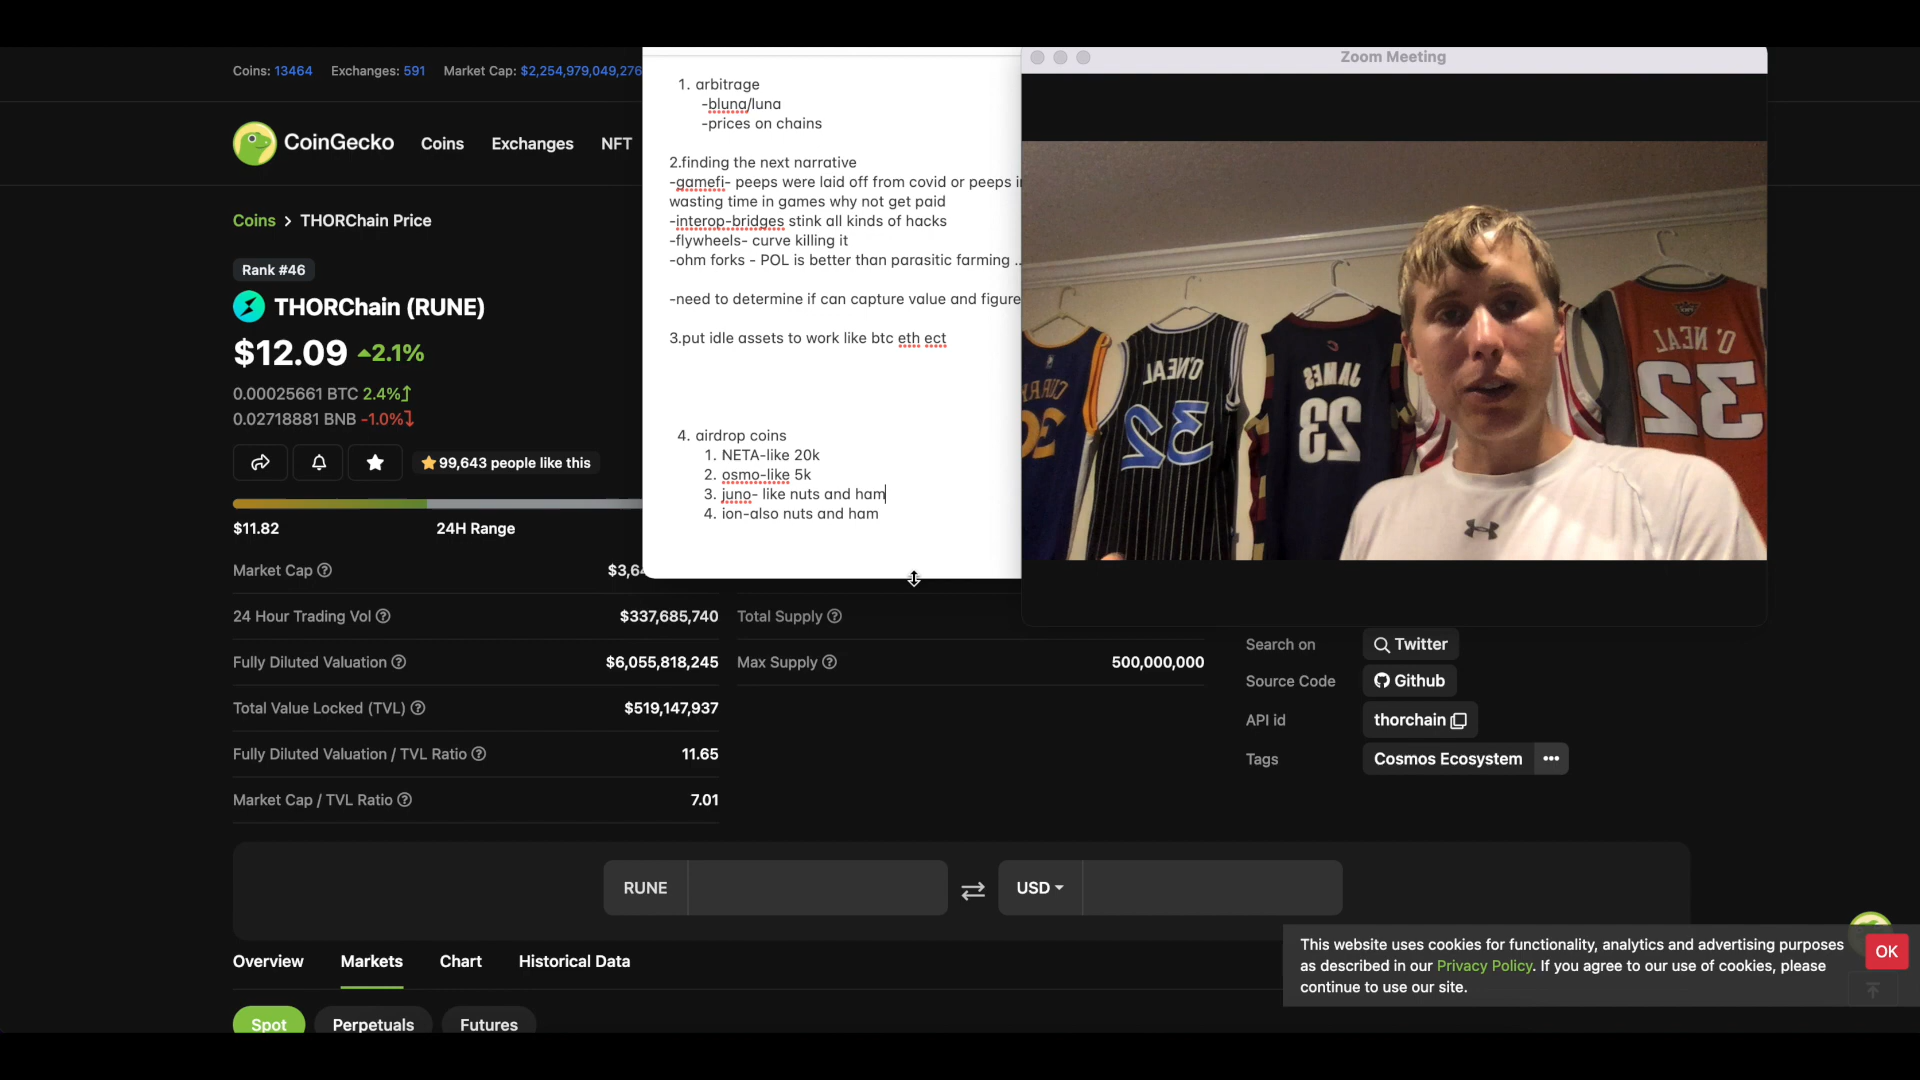 Coins: 13464 Exchanges: 591 Market Cap: $2,254,979,049,276
CoinGecko Coins Exchanges NFT
Coins > THORChain Price
Rank #46
THORChain (RUNE)
$12.09 2.1%
0.00025661 BTC 2.4%
0.02718881 BNB -1.0%
99,643 people like this
$11.82 24H Range
Market Cap $3,64
24 Hour Trading Vol $337,685,740
Fully Diluted Valuation $6,055,818,245
Total Value Locked (TVL) $519,147,937
Fully Diluted Valuation / TVL Ratio 11.65
Market Cap / TVL Ratio 7.01
Total Supply
Max Supply 500,000,000
1. arbitrage
-bluna/luna
-prices on chains
2.finding the next narrative
-gamefi- peeps were laid off from covid or peeps
wasting time in games why not get paid
-interop-bridges stink all kinds of hacks
-flywheels- curve killing it
-ohm forks - POL is better than parasitic farming ..
-need to determine if can capture value and figure
3.put idle assets to work like btc eth ect
4. airdrop coins
1. NETA-like 20k
2. osmo-like 5k
3. juno- like nuts and ham
4. ion-also nuts and ham
Zoom Meeting
O'NEAL
32
JAMES
23
O'NEAL
32
Search on Twitter
Source Code Github
API id thorchain
Tags Cosmos Ecosystem •••
RUNE USD
Overview Markets Chart Historical Data
Spot Perpetuals Futures
This website uses cookies for functionality, analytics and advertising purposes
as described in our Privacy Policy. If you agree to our use of cookies, please
continue to use our site.
OK